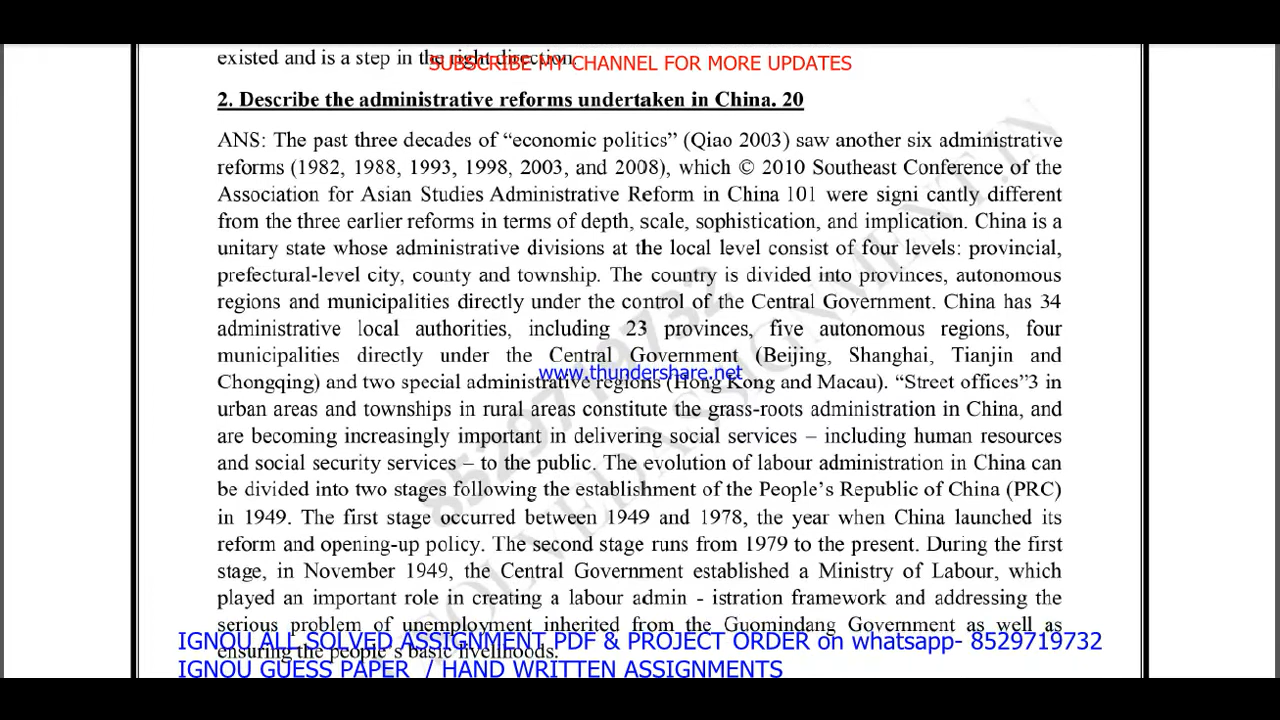 existed and is a step in the right direction.
SUBSCRIBE MY CHANNEL FOR MORE UPDATES
2. Describe the administrative reforms undertaken in China. 20
ANS: The past three decades of “economic politics” (Qiao 2003) saw another six administrative
reforms (1982, 1988, 1993, 1998, 2003, and 2008), which © 2010 Southeast Conference of the
Association for Asian Studies Administrative Reform in China 101 were signi cantly different
from the three earlier reforms in terms of depth, scale, sophistication, and implication. China is a
unitary state whose administrative divisions at the local level consist of four levels: provincial,
prefectural-level city, county and township. The country is divided into provinces, autonomous
regions and municipalities directly under the control of the Central Government. China has 34
administrative local authorities, including 23 provinces, five autonomous regions, four
municipalities directly under the Central Government (Beijing, Shanghai, Tianjin and
www.thundershare.net
Chongqing) and two special administrative regions (Hong Kong and Macau). “Street offices”3 in
urban areas and townships in rural areas constitute the grass-roots administration in China, and
are becoming increasingly important in delivering social services – including human resources
and social security services – to the public. The evolution of labour administration in China can
be divided into two stages following the establishment of the People’s Republic of China (PRC)
in 1949. The first stage occurred between 1949 and 1978, the year when China launched its
reform and opening-up policy. The second stage runs from 1979 to the present. During the first
stage, in November 1949, the Central Government established a Ministry of Labour, which
played an important role in creating a labour admin - istration framework and addressing the
serious problem of unemployment inherited from the Guomindang Government as well as
ensuring the people’s basic livelihoods.
IGNOU ALL SOLVED ASSIGNMENT PDF & PROJECT ORDER on whatsapp- 8529719732
IGNOU GUESS PAPER / HAND WRITTEN ASSIGNMENTS
8529719732
SOLVEDASSIGNMENT.IN